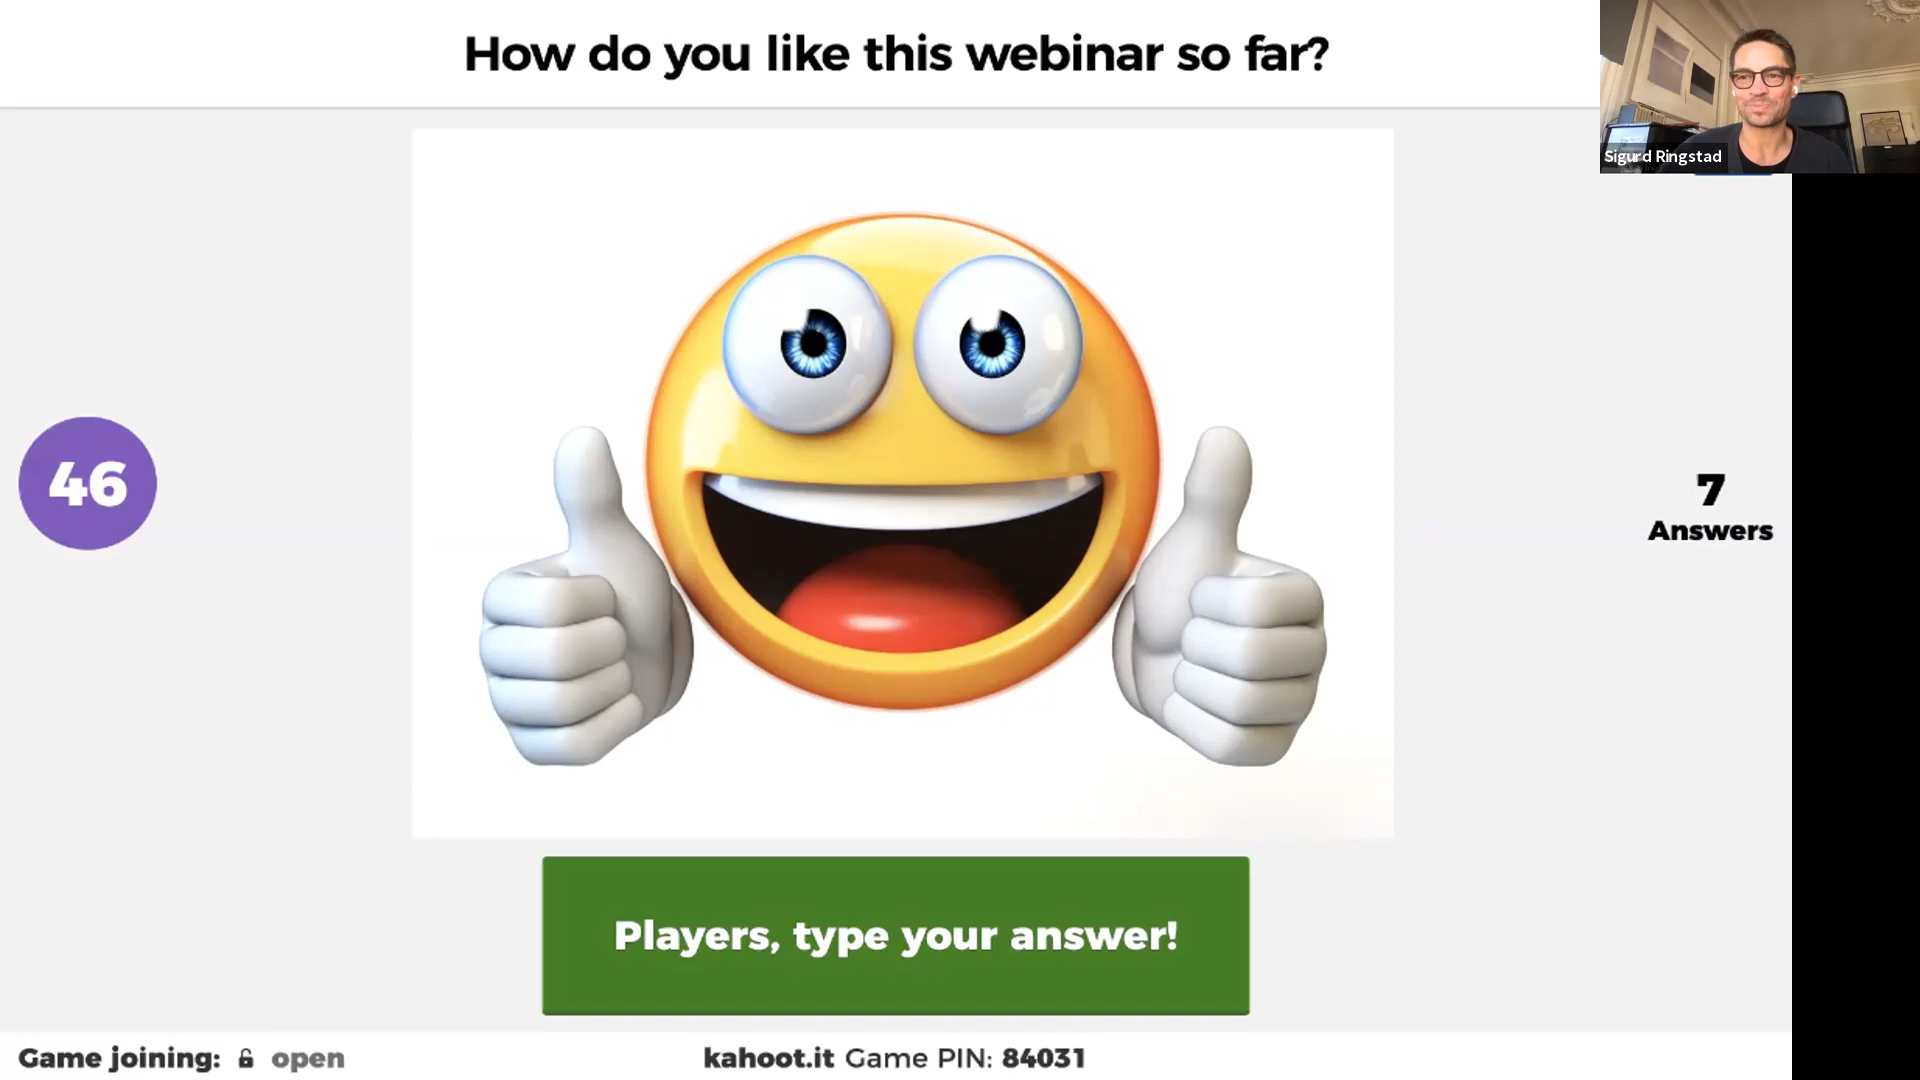 How do you like this webinar so far?
Sigurd Ringstad
46
7
Answers
Players, type your answer!
Game joining: open
kahoot.it Game PIN: 84031